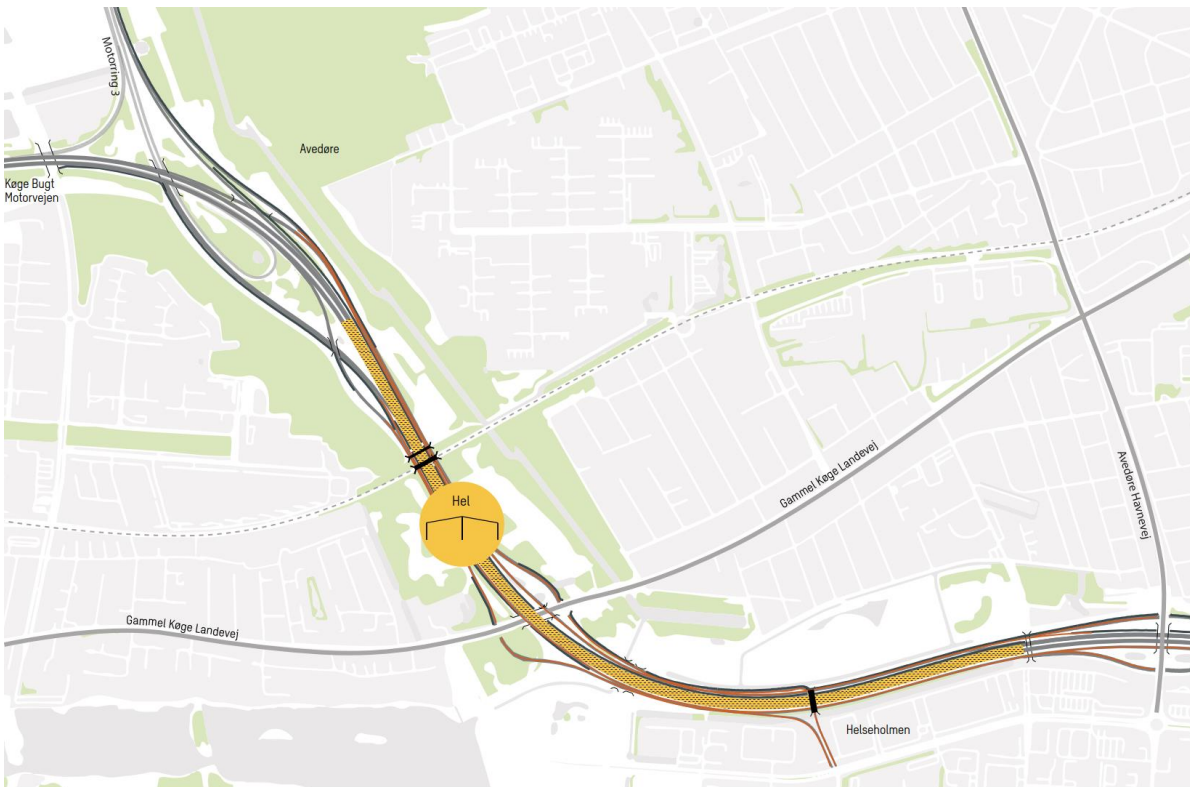 Motorring 3
Avedøre
Køge Bugt
Motorvejen
Gammel Køge Landevej
Avedøre Havnevej
Hel
Gammel Køge Landevej
Helseholmen